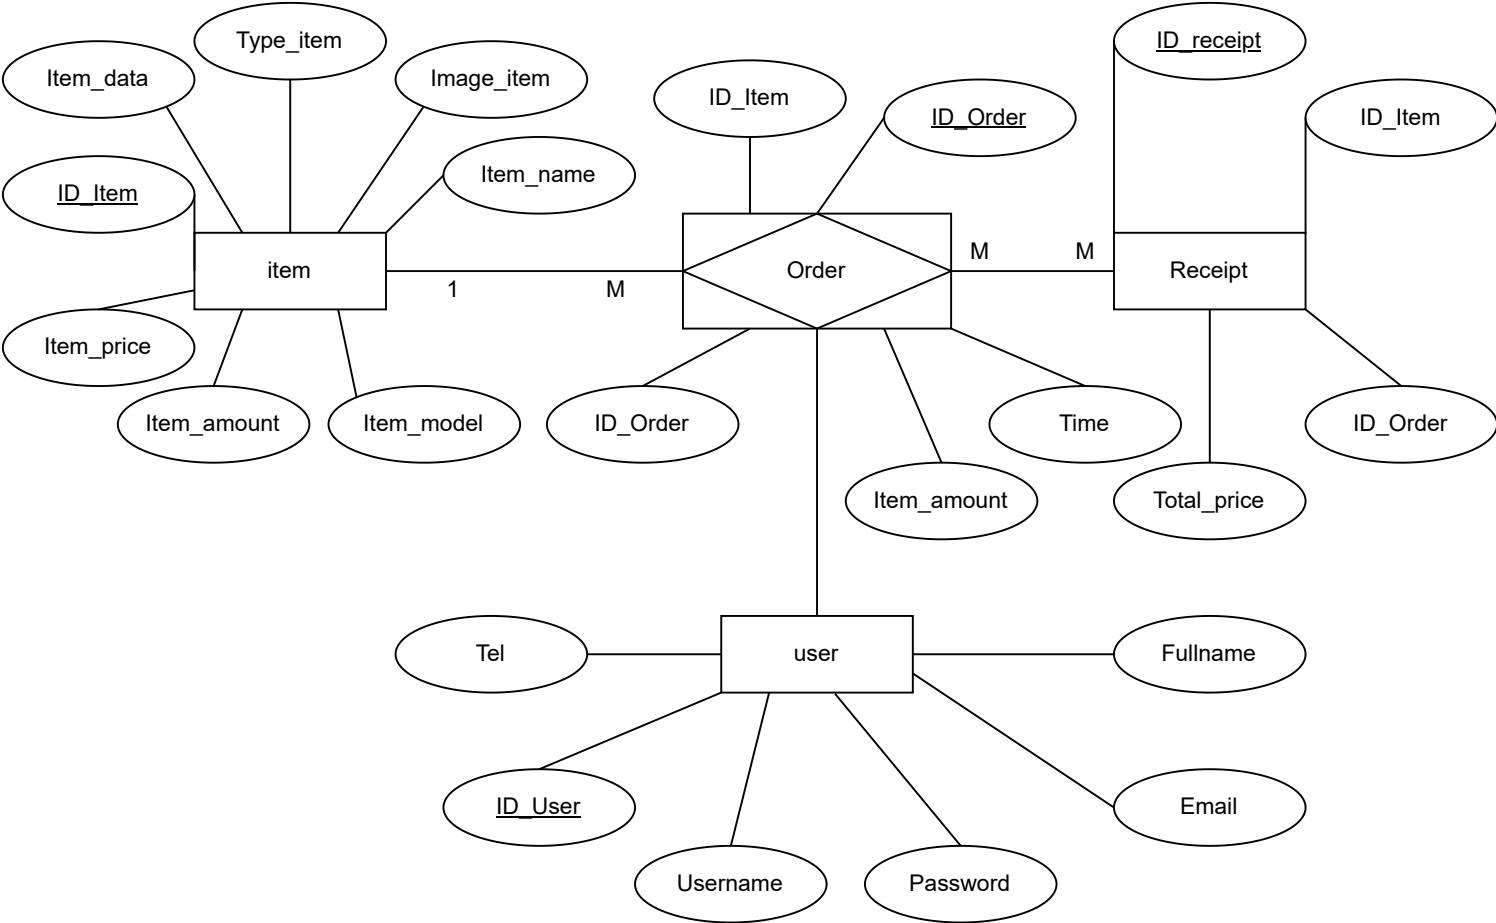 Type_item
Item_data
Image_item
ID_Item
Item_name
item
Item_price
Item_amount
Item_model
1
M
ID_Item
ID_Order
Order
ID_Order
Item_amount
Time
M
M
ID_receipt
ID_Item
Receipt
Total_price
ID_Order
user
Tel
Fullname
ID_User
Username
Password
Email